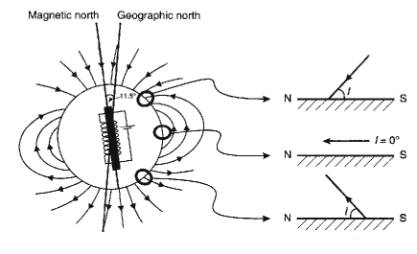 Magnetic north Geographic north
11.5°
N I S
I = 0°
N S
N I S